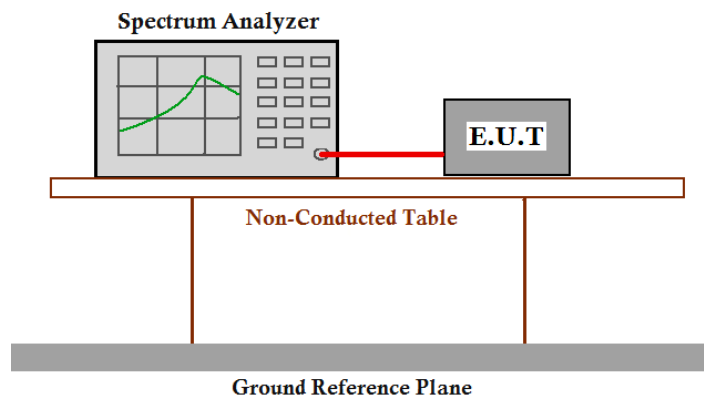 Spectrum Analyzer
E.U.T
Non-Conducted Table
Ground Reference Plane